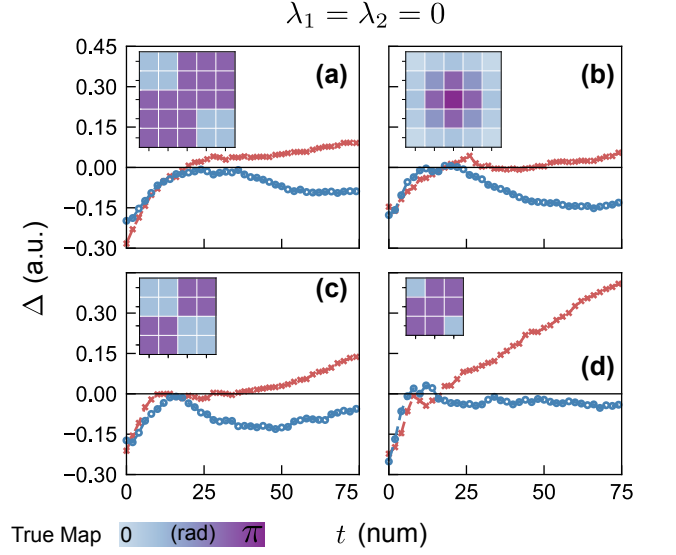 λ₁ = λ₂ = 0
0.45
0.30
0.15
0.00
−0.15
−0.30
(a)
(b)
0.30
0.15
0.00
−0.15
−0.30
(c)
(d)
0 25 50 75
0 25 50 75
Δ (a.u.)
t (num)
True Map 0 (rad) π